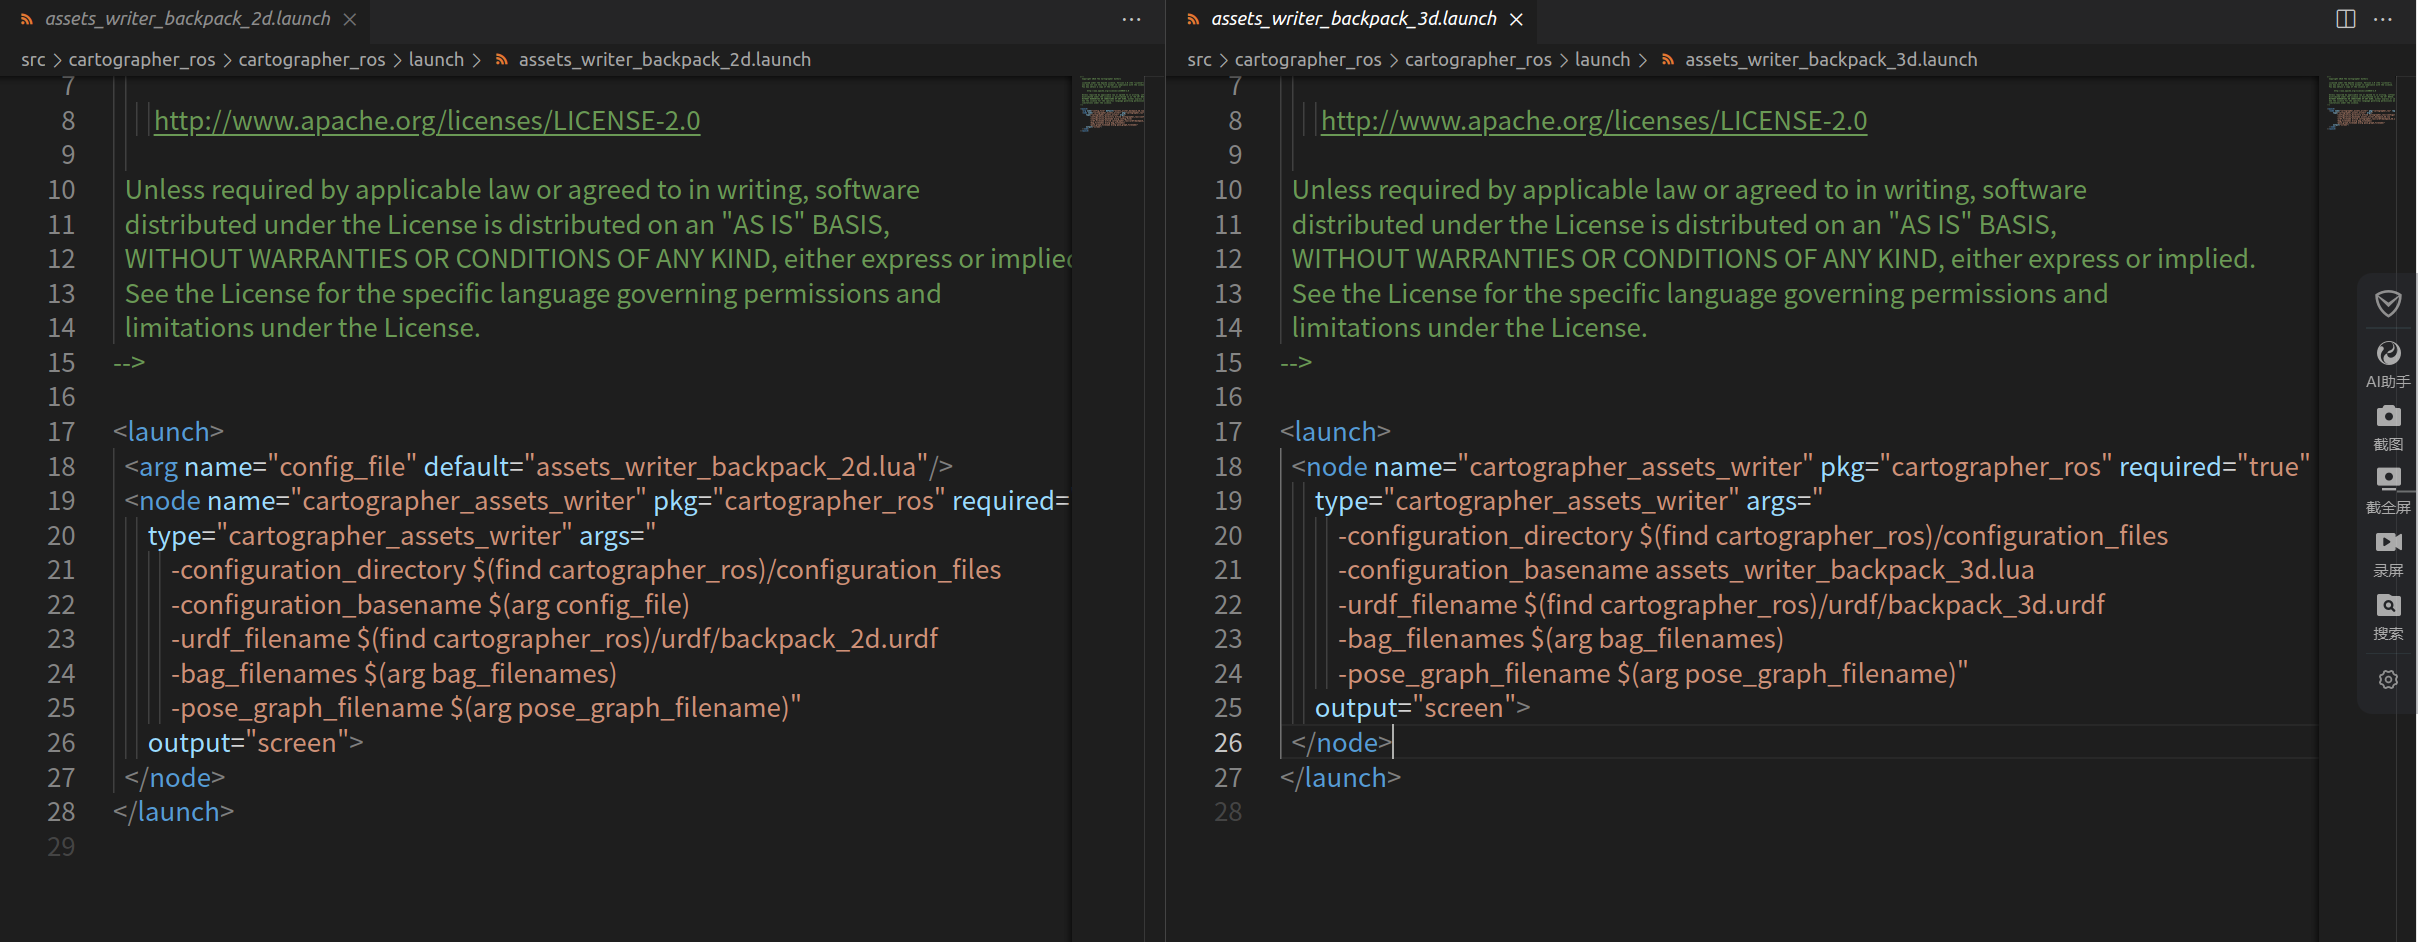 assets_writer_backpack_2d.launch
src > cartographer_ros > cartographer_ros > launch > assets_writer_backpack_2d.launch
7
8 http://www.apache.org/licenses/LICENSE-2.0
9
10 Unless required by applicable law or agreed to in writing, software
11 distributed under the License is distributed on an "AS IS" BASIS,
12 WITHOUT WARRANTIES OR CONDITIONS OF ANY KIND, either express or implied
13 See the License for the specific language governing permissions and
14 limitations under the License.
15 -->
16
17 <launch>
18 <arg name="config_file" default="assets_writer_backpack_2d.lua"/>
19 <node name="cartographer_assets_writer" pkg="cartographer_ros" required=
20 type="cartographer_assets_writer" args="
21 -configuration_directory $(find cartographer_ros)/configuration_files
22 -configuration_basename $(arg config_file)
23 -urdf_filename $(find cartographer_ros)/urdf/backpack_2d.urdf
24 -bag_filenames $(arg bag_filenames)
25 -pose_graph_filename $(arg pose_graph_filename)"
26 output="screen">
27 </node>
28 </launch>
29
assets_writer_backpack_3d.launch
src > cartographer_ros > cartographer_ros > launch > assets_writer_backpack_3d.launch
7
8 http://www.apache.org/licenses/LICENSE-2.0
9
10 Unless required by applicable law or agreed to in writing, software
11 distributed under the License is distributed on an "AS IS" BASIS,
12 WITHOUT WARRANTIES OR CONDITIONS OF ANY KIND, either express or implied.
13 See the License for the specific language governing permissions and
14 limitations under the License.
15 -->
16
17 <launch>
18 <node name="cartographer_assets_writer" pkg="cartographer_ros" required="true"
19 type="cartographer_assets_writer" args="
20 -configuration_directory $(find cartographer_ros)/configuration_files
21 -configuration_basename assets_writer_backpack_3d.lua
22 -urdf_filename $(find cartographer_ros)/urdf/backpack_3d.urdf
23 -bag_filenames $(arg bag_filenames)
24 -pose_graph_filename $(arg pose_graph_filename)"
25 output="screen">
26 </node>
27 </launch>
28
AI助手
截图
截全屏
录屏
搜索